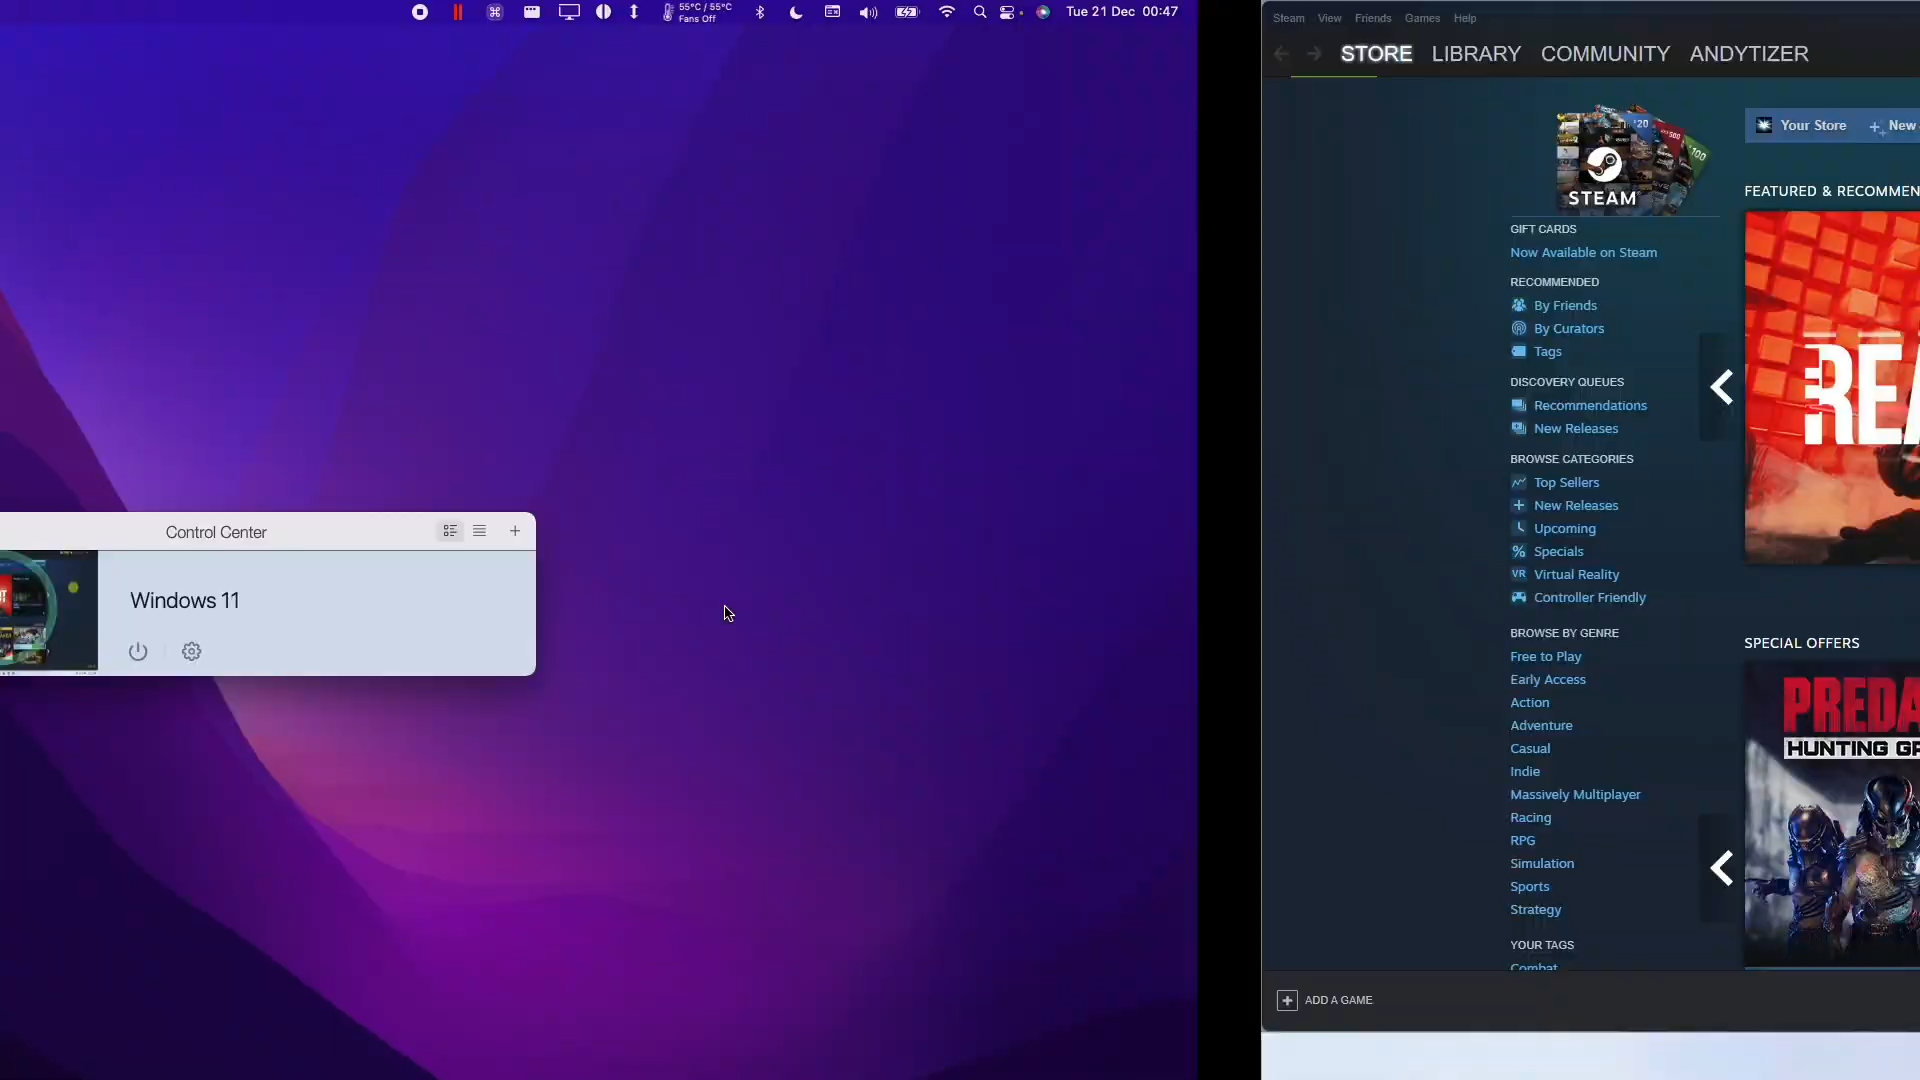 55°C / 55°C
Fans Off
Tue 21 Dec 00:47
Control Center
Windows 11
Steam View Friends Games Help
STORE LIBRARY COMMUNITY ANDYTIZER
STEAM
Your Store
New
GIFT CARDS
Now Available on Steam
RECOMMENDED
By Friends
By Curators
Tags
DISCOVERY QUEUES
Recommendations
New Releases
BROWSE CATEGORIES
Top Sellers
New Releases
Upcoming
% Specials
VR Virtual Reality
Controller Friendly
BROWSE BY GENRE
Free to Play
Early Access
Action
Adventure
Casual
Indie
Massively Multiplayer
Racing
RPG
Simulation
Sports
Strategy
YOUR TAGS
Combat
FEATURED & RECOMMEN
REA
SPECIAL OFFERS
PREDA
HUNTING GR
ADD A GAME